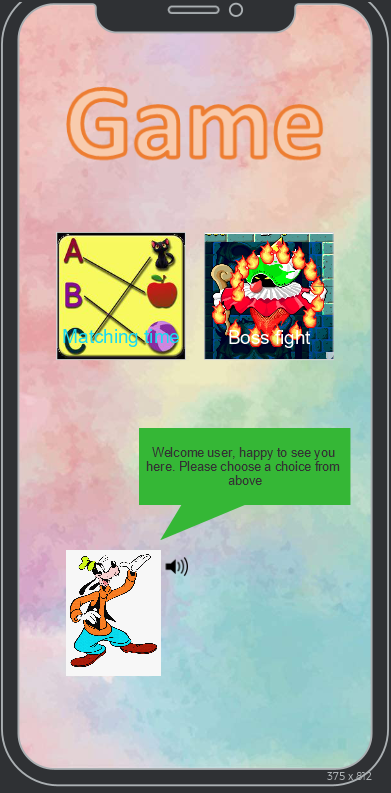 Game
A
B
C
Matching time
Boss fight
Welcome user, happy to see you
here. Please choose a choice from
above
375 x 812